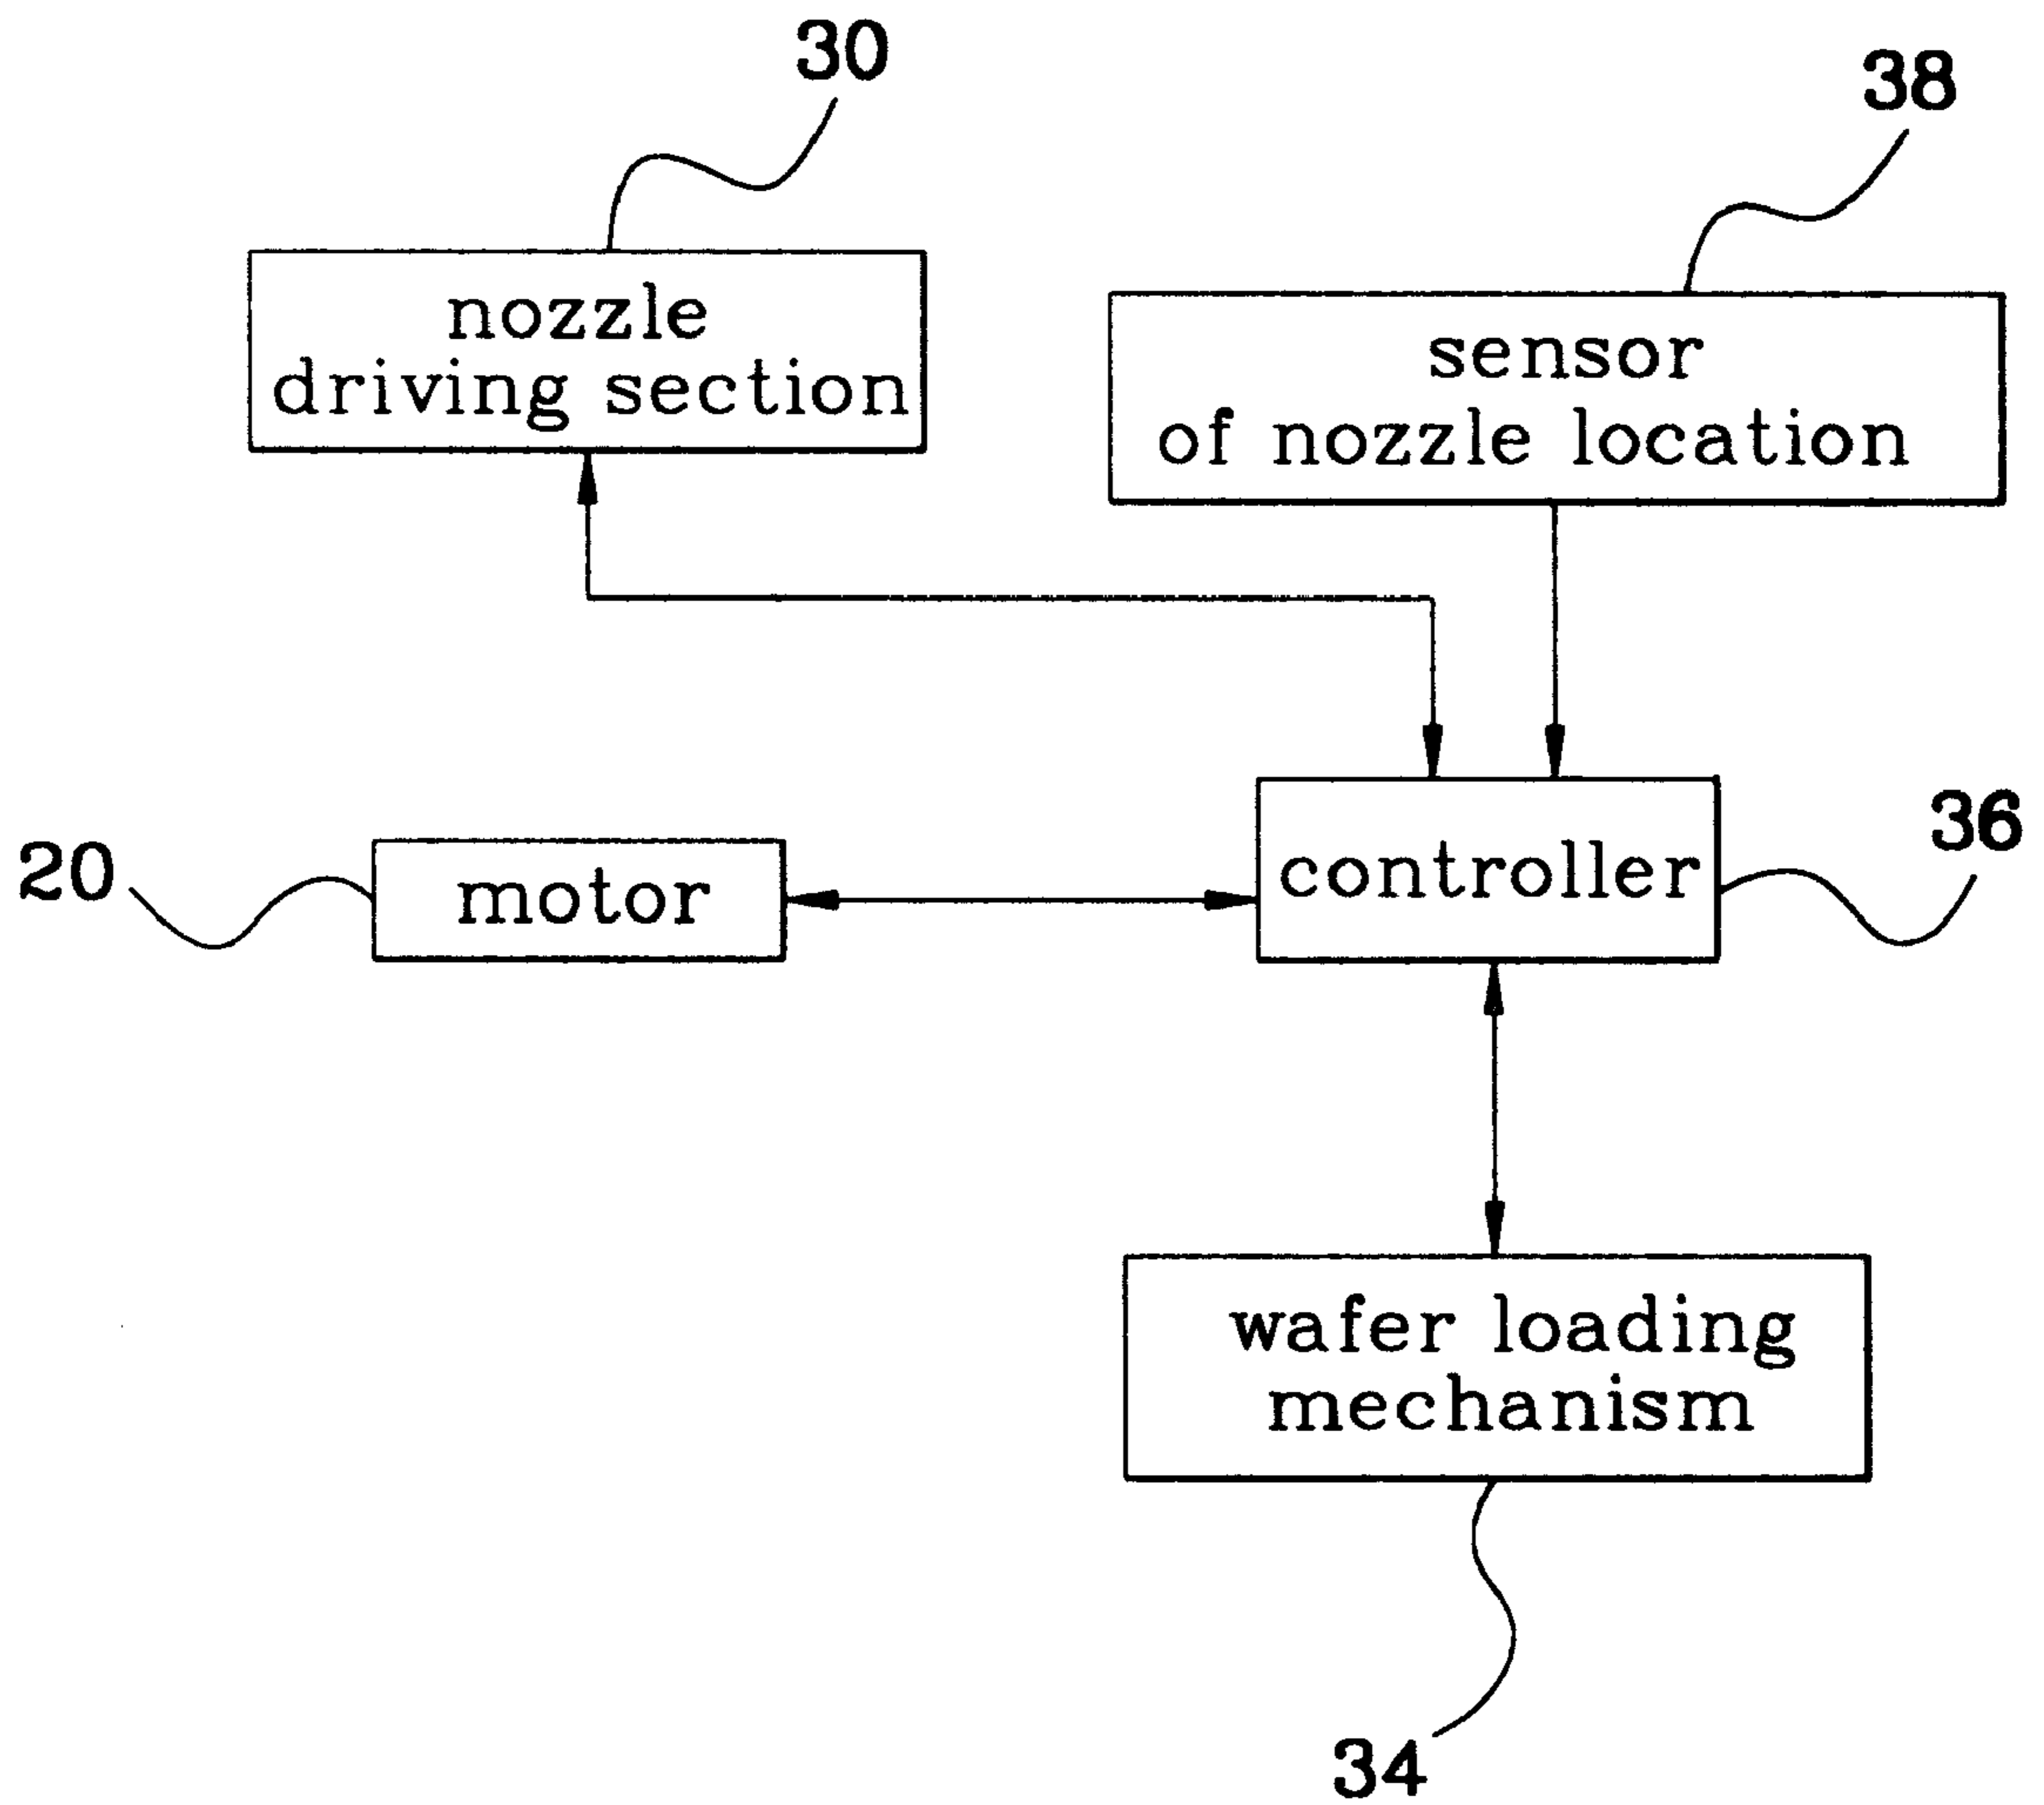 30
38
nozzle
driving section
sensor
of nozzle location
20
motor
controller
36
wafer loading
mechanism
34